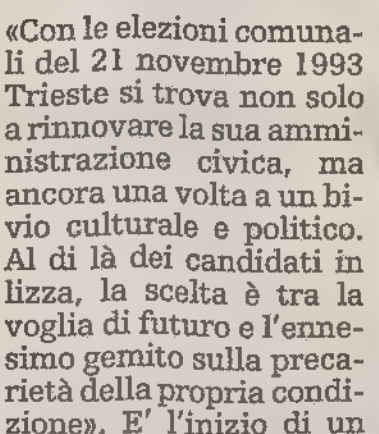 «Con le elezioni comuna-
li del 21 novembre 1993
Trieste si trova non solo
a rinnovare la sua ammi-
nistrazione civica, ma
ancora una volta a un bi-
vio culturale e politico.
Al di là dei candidati in
lizza, la scelta è tra la
voglia di futuro e l'enne-
simo gemito sulla preca-
rietà della propria condi-
zione». E' l'inizio di un